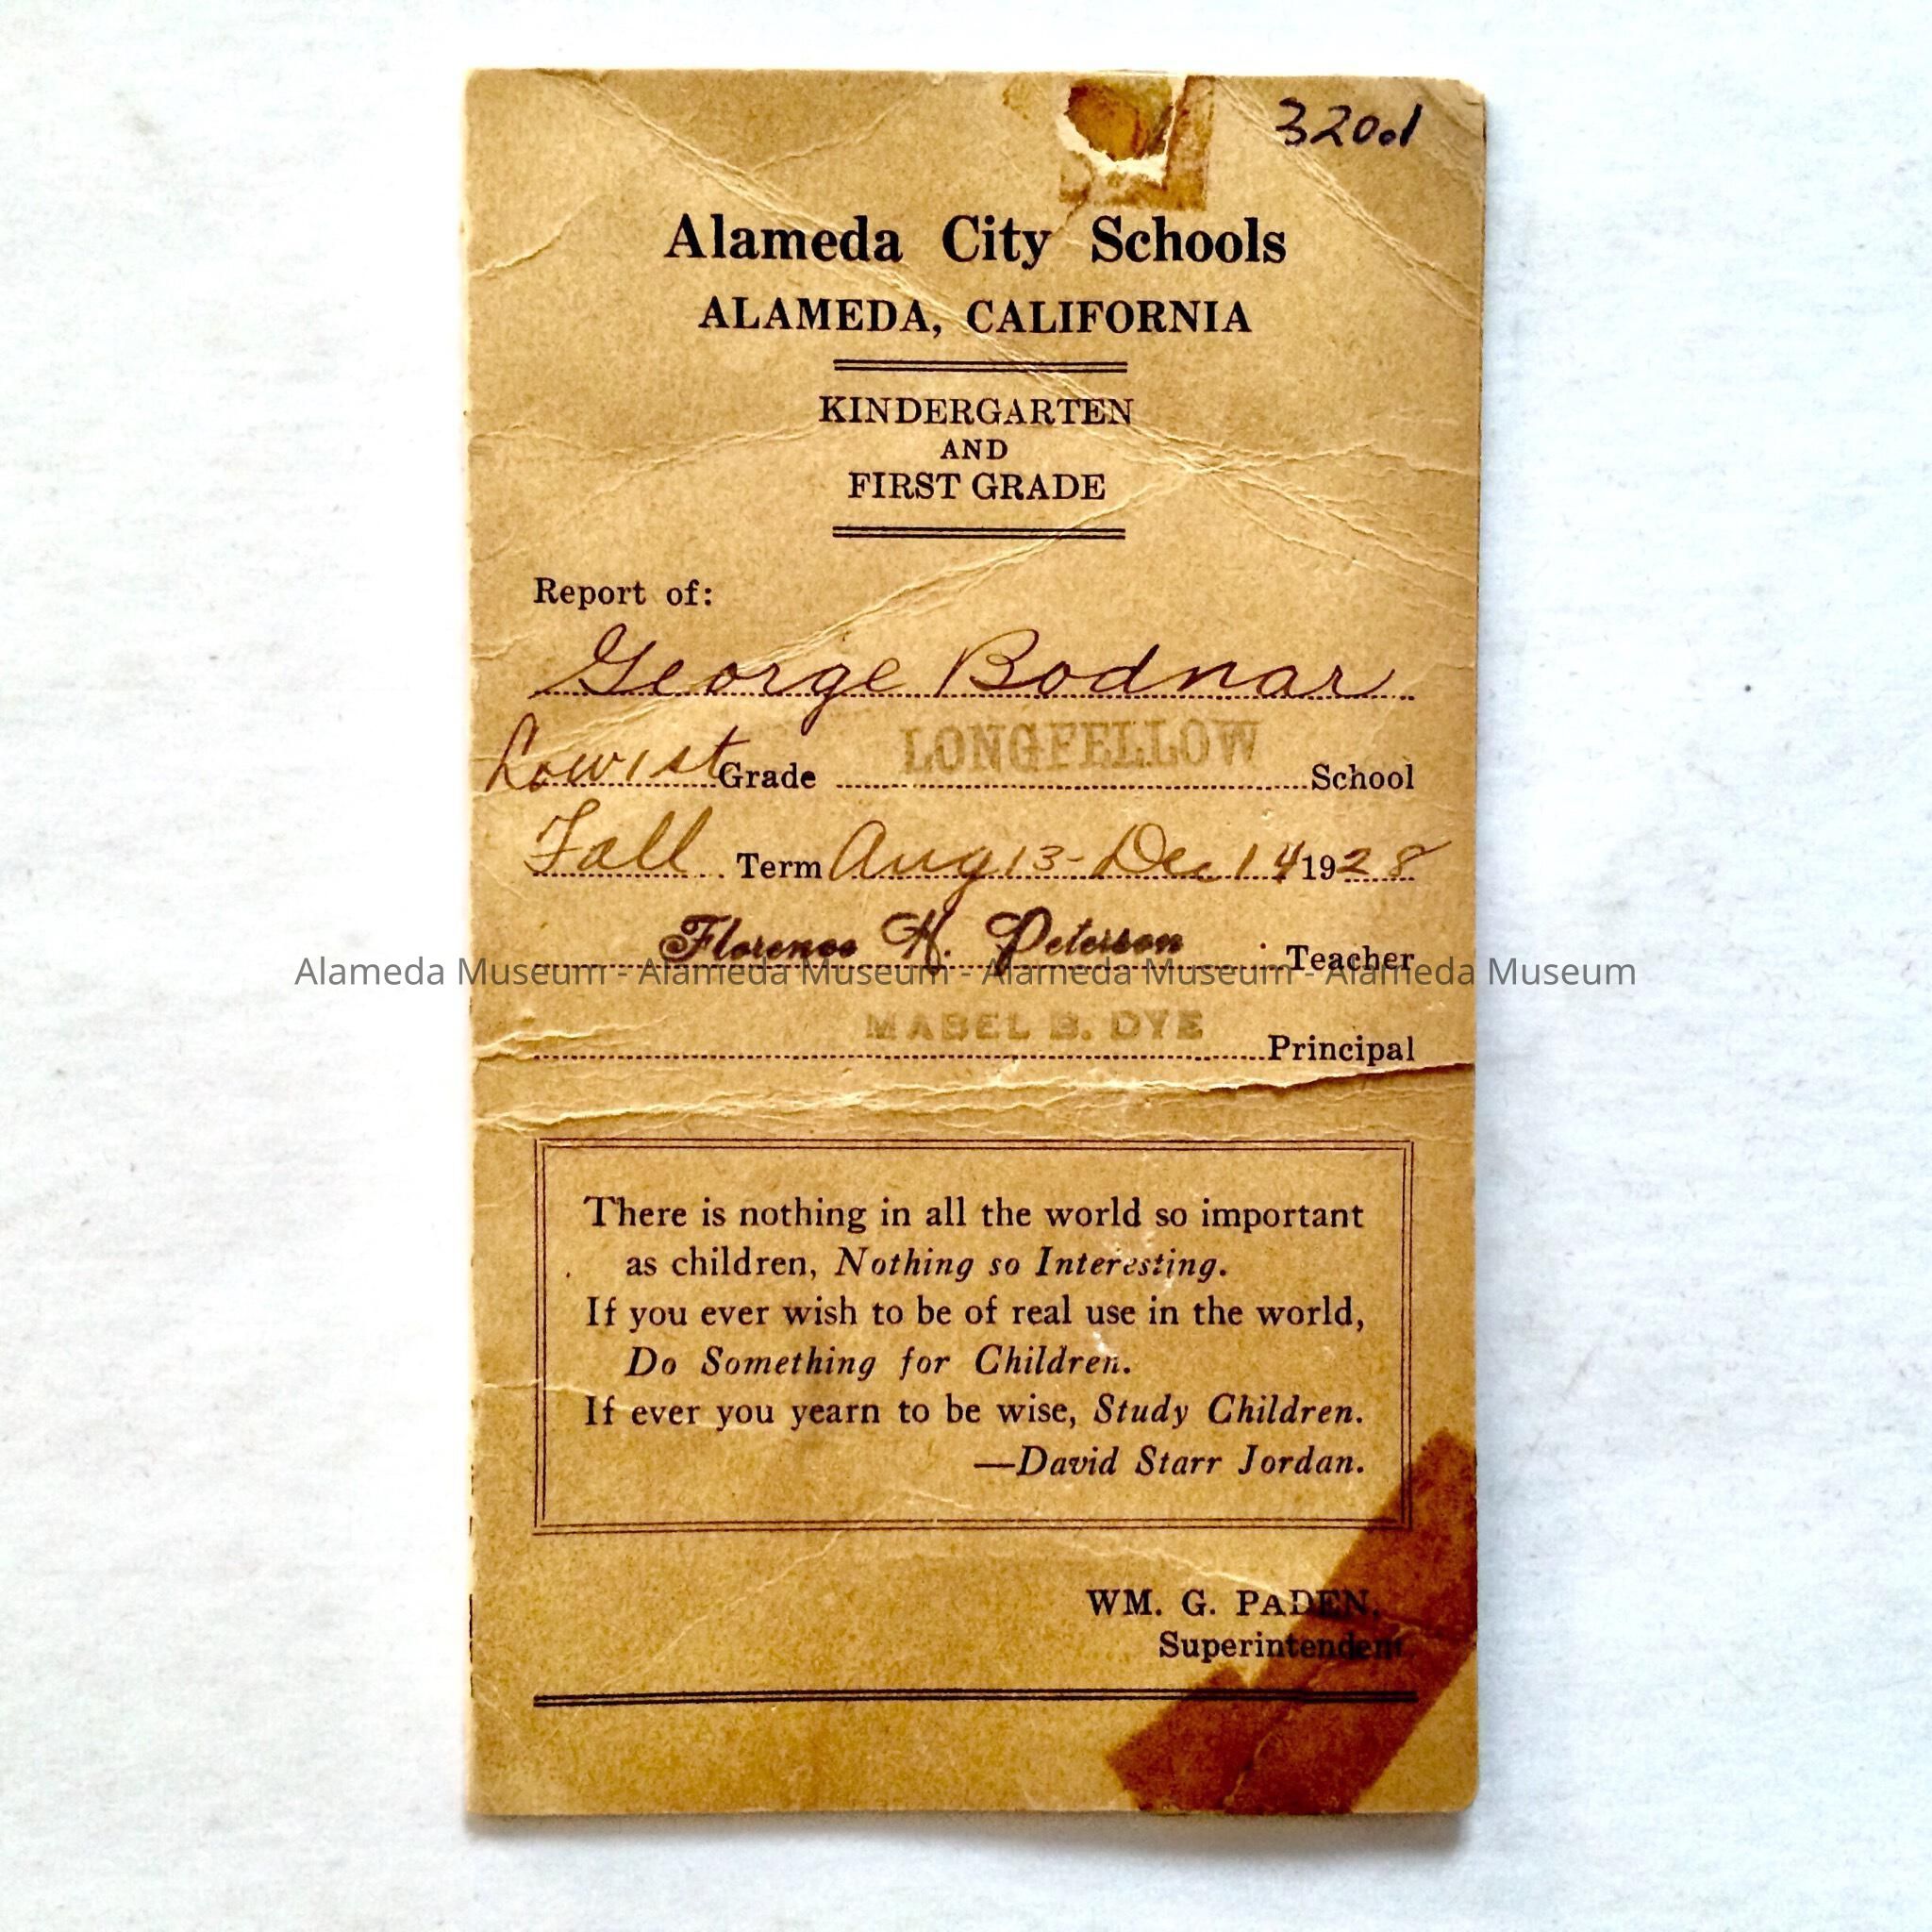 320.1
Alameda City Schools
ALAMEDA, CALIFORNIA
KINDERGARTEN
AND
FIRST GRADE
Report of:
George Bodnar
Low 1st Grade LONGFELLOW School
Fall Term Aug 13 - Dec 14 1928
Florence H. Peterson Teacher
Alameda Museum - Alameda Museum - Alameda Museum - Alameda Museum
MABEL B. DYE Principal
There is nothing in all the world so important
as children, Nothing so Interesting.
If you ever wish to be of real use in the world,
Do Something for Children.
If ever you yearn to be wise, Study Children.
—David Starr Jordan.
WM. G. PADEN,
Superintendent